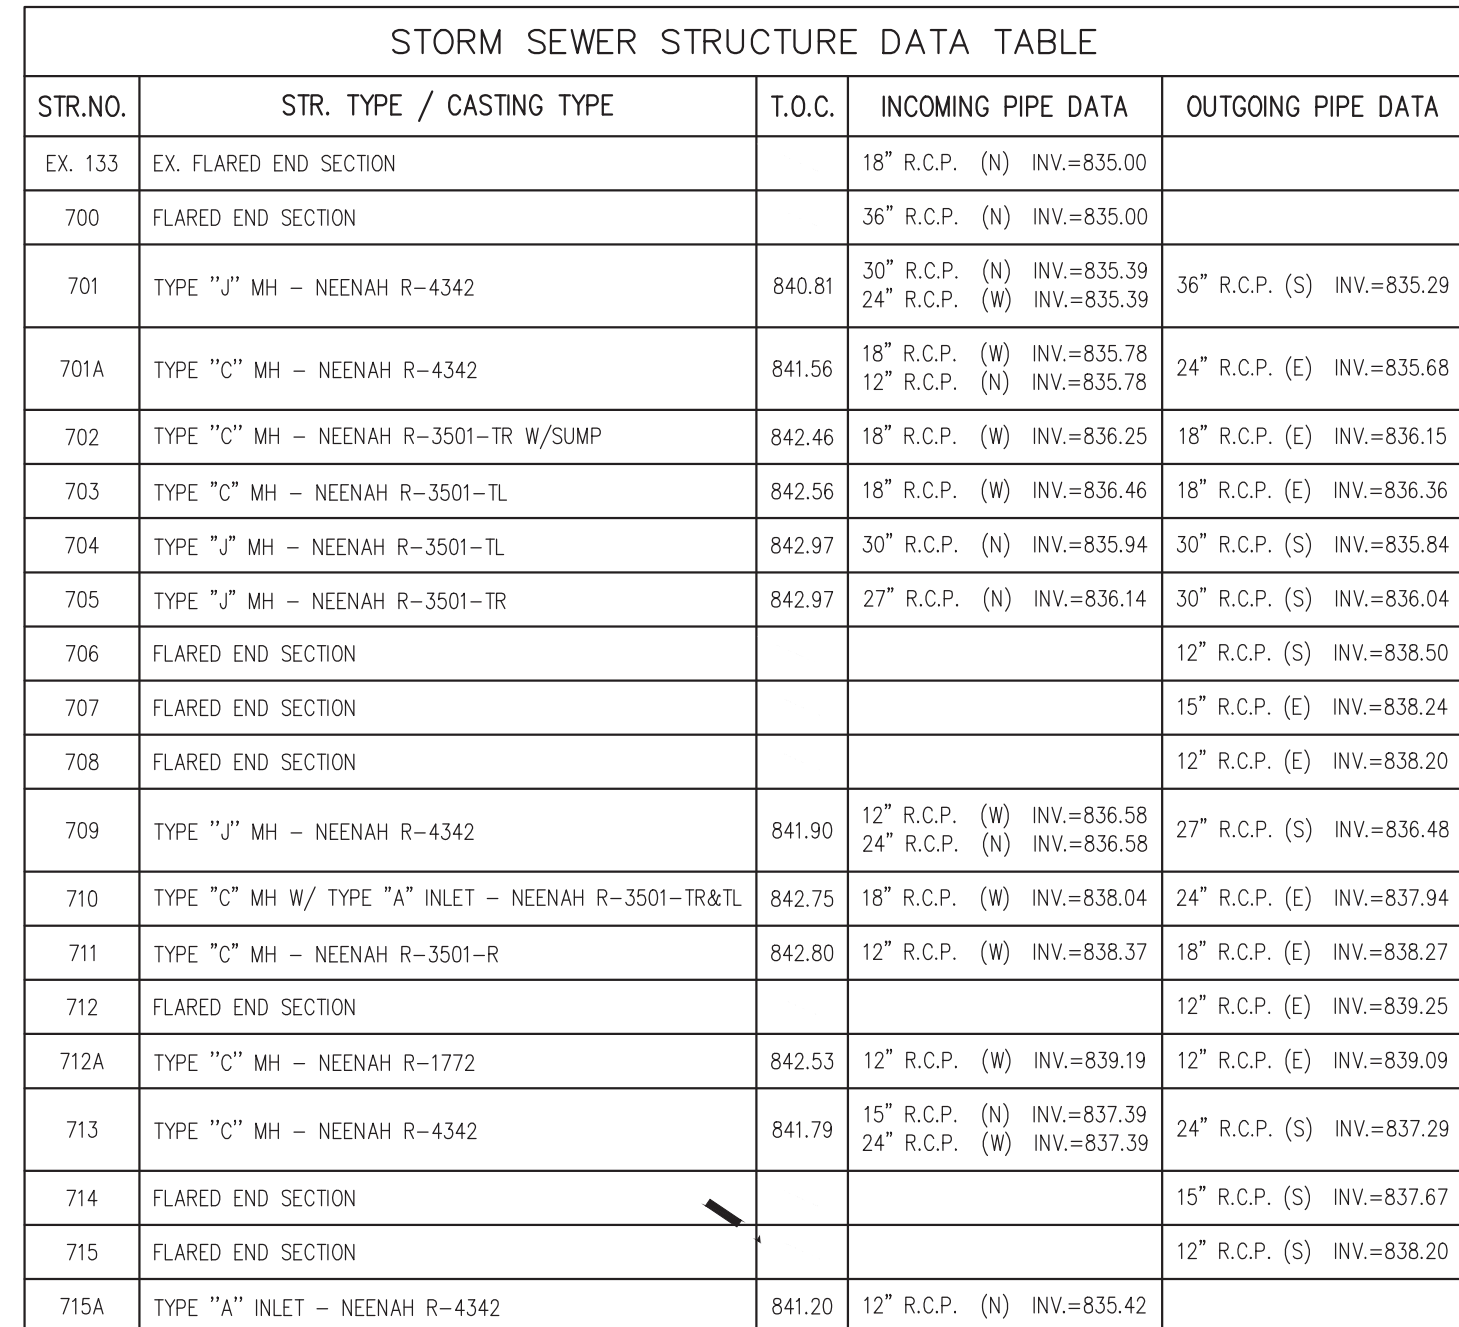 STORM SEWER STRUCTURE DATA TABLE
STR.NO. STR. TYPE / CASTING TYPE T.O.C. INCOMING PIPE DATA OUTGOING PIPE DATA
EX. 133 EX. FLARED END SECTION 18" R.C.P. (N) INV.=835.00
700 FLARED END SECTION 36" R.C.P. (N) INV.=835.00
701 TYPE "J" MH – NEENAH R–4342 840.81 30" R.C.P. (N) INV.=835.39
24" R.C.P. (W) INV.=835.39 36" R.C.P. (S) INV.=835.29
701A TYPE "C" MH – NEENAH R–4342 841.56 18" R.C.P. (W) INV.=835.78
12" R.C.P. (N) INV.=835.78 24" R.C.P. (E) INV.=835.68
702 TYPE "C" MH – NEENAH R–3501–TR W/SUMP 842.46 18" R.C.P. (W) INV.=836.25 18" R.C.P. (E) INV.=836.15
703 TYPE "C" MH – NEENAH R–3501–TL 842.56 18" R.C.P. (W) INV.=836.46 18" R.C.P. (E) INV.=836.36
704 TYPE "J" MH – NEENAH R–3501–TL 842.97 30" R.C.P. (N) INV.=835.94 30" R.C.P. (S) INV.=835.84
705 TYPE "J" MH – NEENAH R–3501–TR 842.97 27" R.C.P. (N) INV.=836.14 30" R.C.P. (S) INV.=836.04
706 FLARED END SECTION 12" R.C.P. (S) INV.=838.50
707 FLARED END SECTION 15" R.C.P. (E) INV.=838.24
708 FLARED END SECTION 12" R.C.P. (E) INV.=838.20
709 TYPE "J" MH – NEENAH R–4342 841.90 12" R.C.P. (W) INV.=836.58
24" R.C.P. (N) INV.=836.58 27" R.C.P. (S) INV.=836.48
710 TYPE "C" MH W/ TYPE "A" INLET – NEENAH R–3501–TR&TL 842.75 18" R.C.P. (W) INV.=838.04 24" R.C.P. (E) INV.=837.94
711 TYPE "C" MH – NEENAH R–3501–R 842.80 12" R.C.P. (W) INV.=838.37 18" R.C.P. (E) INV.=838.27
712 FLARED END SECTION 12" R.C.P. (E) INV.=839.25
712A TYPE "C" MH – NEENAH R–1772 842.53 12" R.C.P. (W) INV.=839.19 12" R.C.P. (E) INV.=839.09
713 TYPE "C" MH – NEENAH R–4342 841.79 15" R.C.P. (N) INV.=837.39
24" R.C.P. (W) INV.=837.39 24" R.C.P. (S) INV.=837.29
714 FLARED END SECTION 15" R.C.P. (S) INV.=837.67
715 FLARED END SECTION 12" R.C.P. (S) INV.=838.20
715A TYPE "A" INLET – NEENAH R–4342 841.20 12" R.C.P. (N) INV.=835.42